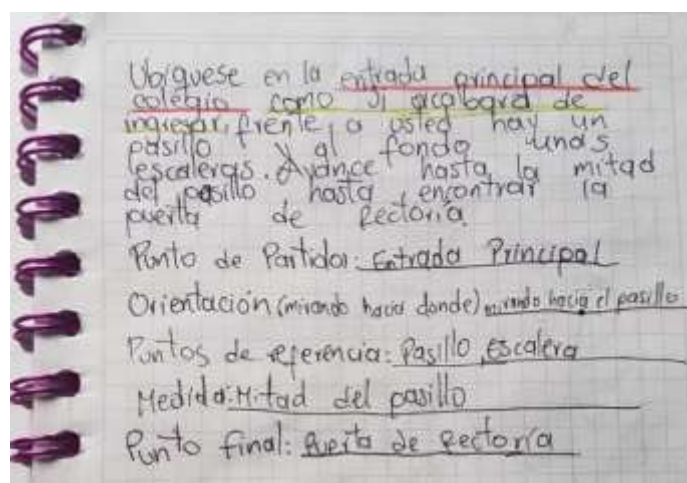 Ubiquese en la entrada principal del
colegio como si acabara de
ingresar, frente a usted hay un
pasillo y al fondo unas
escaleras. Avance hasta la mitad
del pasillo hasta encontrar la
puerta de Rectoria
Punto de Partida: Entrada Principal
Orientación (mirando hacia donde) mirando hacia el pasillo
Puntos de referencia: Pasillo, escalera
Medida: Mitad del pasillo
Punto final: Puerta de Rectoría